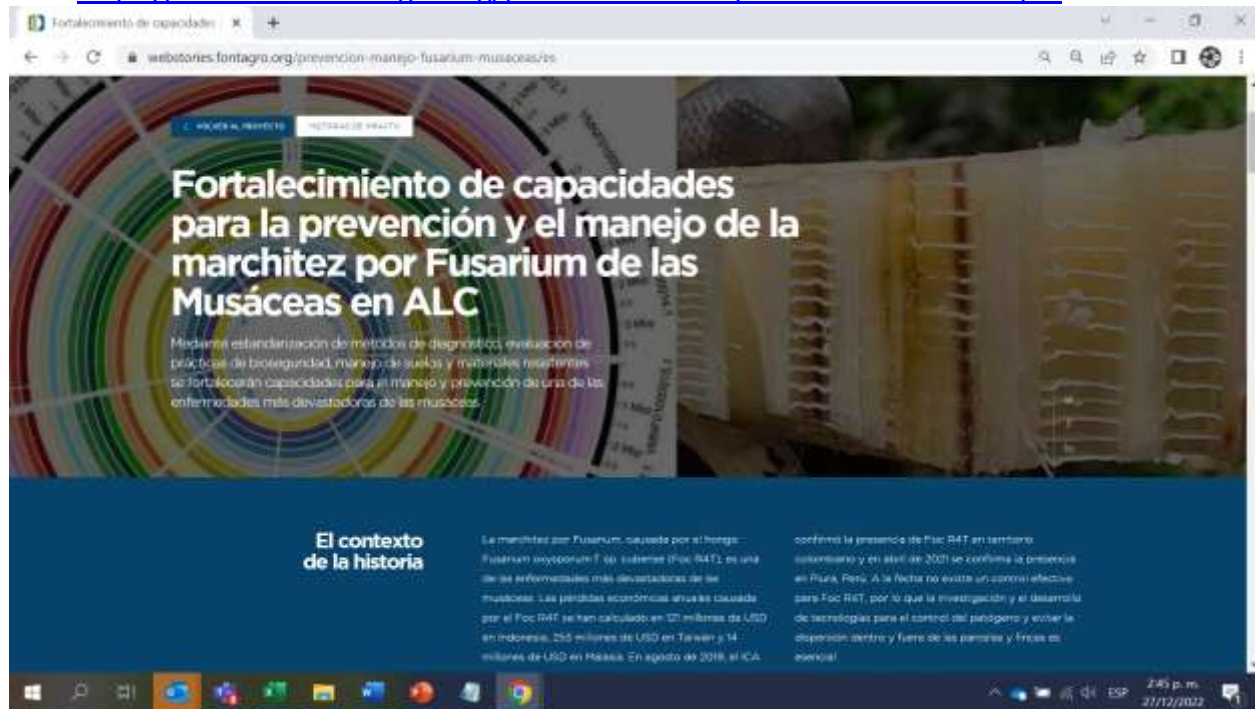 Fortalecimiento de capacidades
webstories.fontagro.org/prevencion-manejo-fusarium-musaceas/es
VOLVER AL PROYECTO
HISTORIAS DE IMPACTO
Fortalecimiento de capacidades
para la prevención y el manejo de la
marchitez por Fusarium de las
Musáceas en ALC
Mediante estandarización de métodos de diagnóstico, evaluación de
prácticas de bioseguridad, manejo de suelos y materiales resistentes
se fortalecerán capacidades para el manejo y prevención de una de las
enfermedades más devastadoras de las musáceas.
El contexto
de la historia
La marchitez por Fusarium, causada por el hongo
Fusarium oxysporum f. sp. cubense (Foc R4T), es una
de las enfermedades más devastadoras de las
musáceas. Las pérdidas económicas anuales causada
por el Foc R4T se han calculado en 121 millones de USD
en Indonesia, 253 millones de USD en Taiwán y 14
millones de USD en Malasia. En agosto de 2019, el ICA
confirmó la presencia de Foc R4T en territorio
colombiano y en abril de 2021 se confirma la presencia
en Piura, Perú. A la fecha no existe un control efectivo
para Foc R4T, por lo que la investigación y el desarrollo
de tecnologías para el control del patógeno y evitar la
dispersión dentro y fuera de las parcelas y fincas es
esencial
ESP
2:45 p. m.
27/12/2022